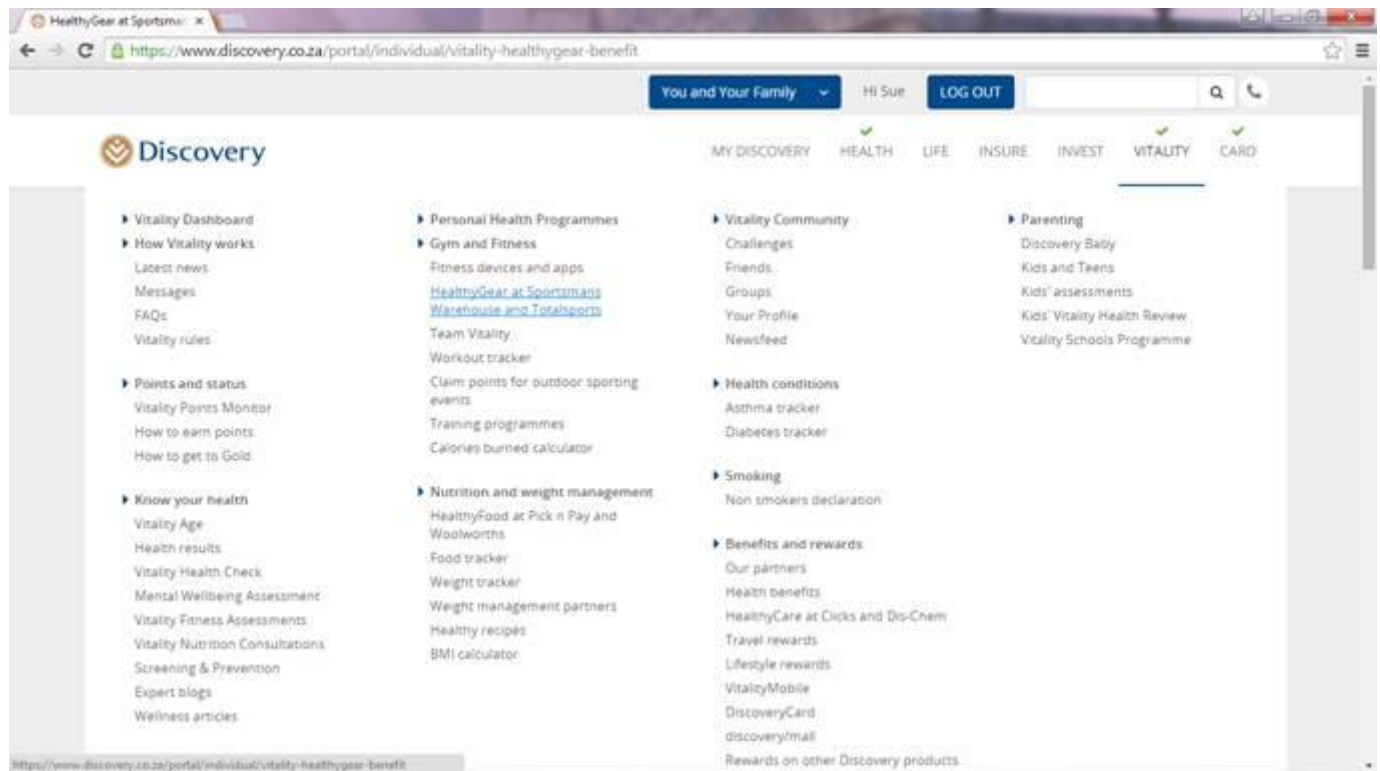 HealthyGear at Sportsman
https://www.discovery.co.za/portal/individual/vitality-healthygear-benefit
You and Your Family
Hi Sue
LOG OUT
Discovery
MY DISCOVERY
HEALTH
LIFE
INSURE
INVEST
VITALITY
CARD
Vitality Dashboard
How Vitality works
Latest news
Messages
FAQs
Vitality rules
Points and status
Vitality Points Monitor
How to earn points
How to get to Gold
Know your health
Vitality Age
Health results
Vitality Health Check
Mental Wellbeing Assessment
Vitality Fitness Assessments
Vitality Nutrition Consultations
Screening & Prevention
Expert blogs
Wellness articles
Personal Health Programmes
Gym and Fitness
Fitness devices and apps
HealthyGear at Sportsmans
Warehouse and Totalsports
Team Vitality
Workout tracker
Claim points for outdoor sporting
events
Training programmes
Calories burned calculator
Nutrition and weight management
HealthyFood at Pick n Pay and
Woolworths
Food tracker
Weight tracker
Weight management partners
Healthy recipes
BMI calculator
Vitality Community
Challenges
Friends
Groups
Your Profile
Newsfeed
Health conditions
Asthma tracker
Diabetes tracker
Smoking
Non smokers declaration
Benefits and rewards
Our partners
Health benefits
HealthyCare at Clicks and Dis-Chem
Travel rewards
Lifestyle rewards
VitalityMobile
DiscoveryCard
discovery/mall
Rewards on other Discovery products
Parenting
Discovery Baby
Kids and Teens
Kids' assessments
Kids' Vitality Health Review
Vitality Schools Programme
https://www.discovery.co.za/portal/individual/vitality-healthygear-benefit